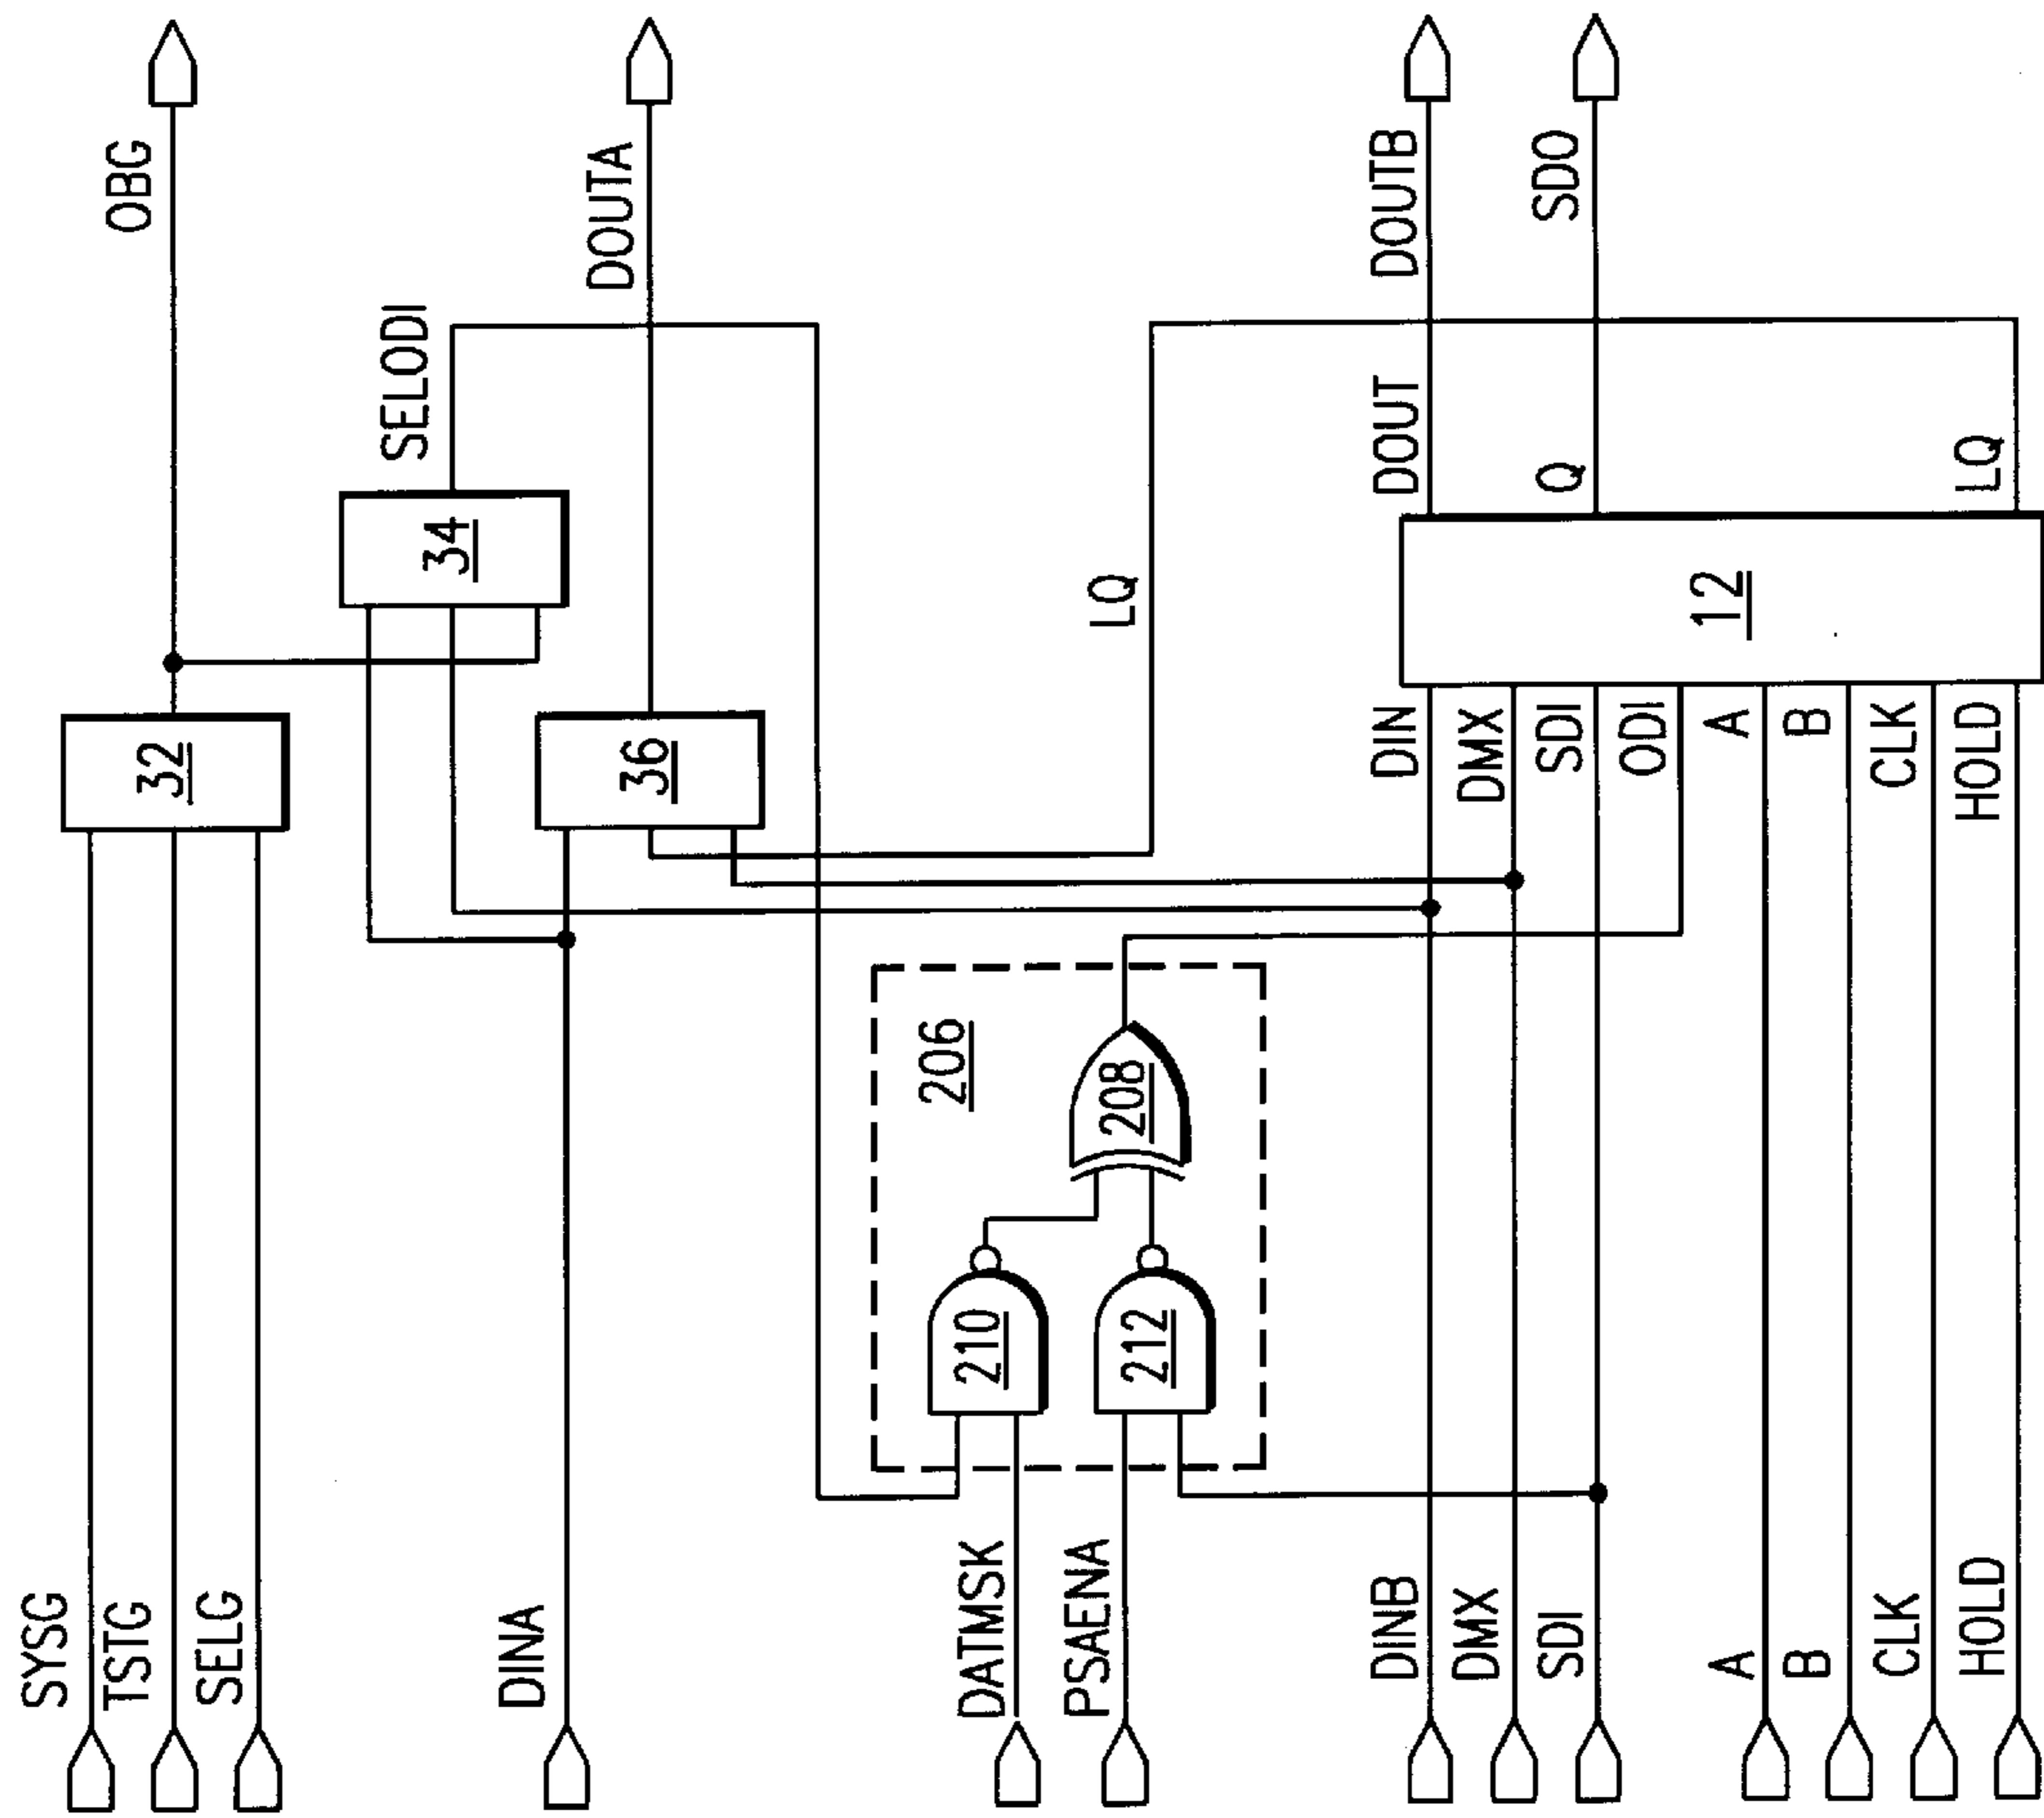 SYSG
TSTG
SELG
32
OBG
34
SELODI
DINA
36
DOUTA
206
DATMSK
210
208
PSAENA
212
LQ
DINB
DIN
DOUT
DOUTB
DMX
DMX
SDI
SDI
Q
SDO
ODI
12
A
A
B
B
CLK
CLK
HOLD
HOLD
LQ